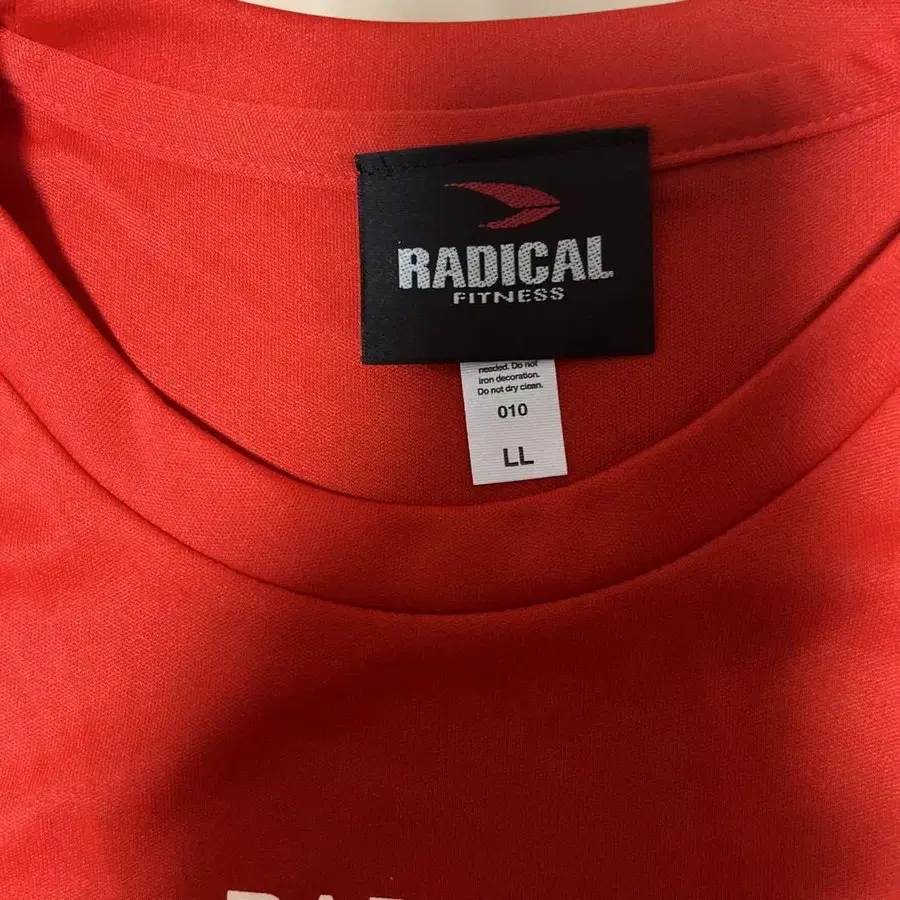 RADICAL
FITNESS
needed. Do not
iron decoration.
Do not dry clean.
010
LL